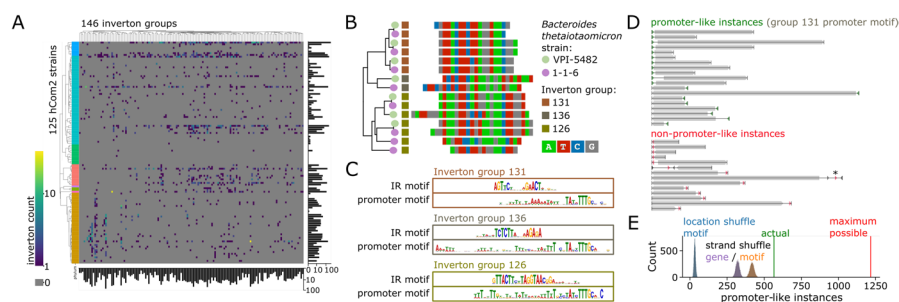 A
146 inverton groups
125 hCom2 strains
inverton count
10
1
0
0 10 100
10
100
B
Bacteroides
thetaiotaomicron
strain:
VPI-5482
1-1-6
Inverton group:
131
136
126
A T C G
C
Inverton group 131
IR motif
promoter motif
Inverton group 136
IR motif
promoter motif
Inverton group 126
IR motif
promoter motif
D
promoter-like instances (group 131 promoter motif)
non-promoter-like instances
*
E
location shuffle
motif
actual
maximum
possible
strand shuffle
gene / motif
Count
0 250 500 750 1000 1250
promoter-like instances